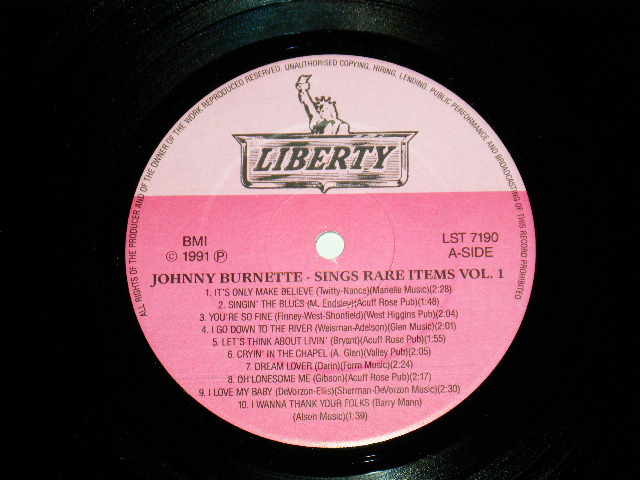 ALL RIGHTS OF THE PRODUCER AND OF THE OWNER OF THE WORK REPRODUCED RESERVED. UNAUTHORISED COPYING, HIRING, LENDING, PUBLIC PERFORMANCE AND BROADCASTING OF THIS RECORD PROHIBITED
LIBERTY
BMI
© 1991 Ⓟ
LST 7190
A-SIDE
JOHNNY BURNETTE - SINGS RARE ITEMS VOL. 1
1. IT'S ONLY MAKE BELIEVE (Twitty-Nance)(Marielle Music)(2:28)
2. SINGIN' THE BLUES (M. Endsley)(Acuff Rose Pub)(1:48)
3. YOU'RE SO FINE (Finney-West-Shonfield)(West Higgins Pub)(2:04)
4. I GO DOWN TO THE RIVER (Weisman-Adelson)(Glen Music)(2:01)
5. LET'S THINK ABOUT LIVIN' (Bryant)(Acuff Rose Pub)(1:55)
6. CRYIN' IN THE CHAPEL (A. Glen)(Valley Pub)(2:05)
7. DREAM LOVER (Darin)(Fern Music)(2:24)
8. OH LONESOME ME (Gibson)(Acuff Rose Pub)(2:17)
9. I LOVE MY BABY (DeVorzon-Ellis)(Sherman-DeVorzon Music)(2:30)
10. I WANNA THANK YOUR FOLKS (Barry Mann)
(Alson Music)(1:39)